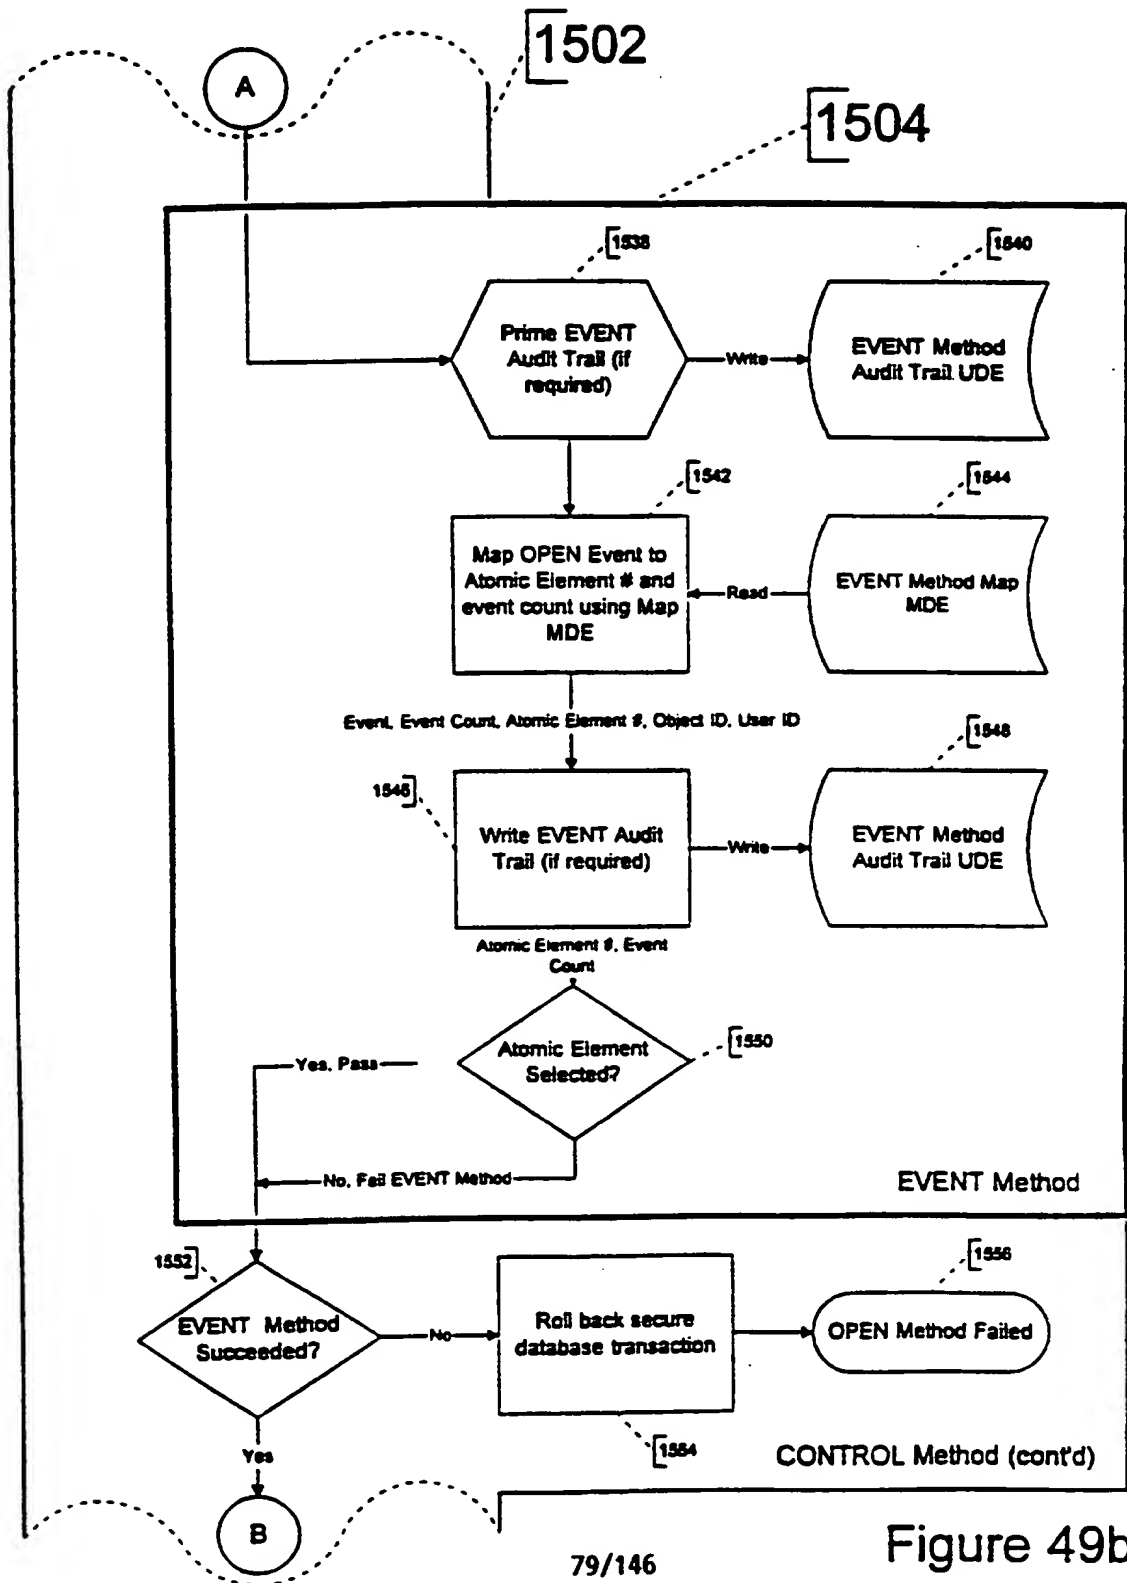 1502
A
1504
1538
1540
Prime EVENT
Audit Trail (if
required)
Write
EVENT Method
Audit Trail UDE
1542
1544
Map OPEN Event to
Atomic Element # and
event count using Map
MDE
Read
EVENT Method Map
MDE
Event, Event Count, Atomic Element #, Object ID, User ID
1546
1548
Write EVENT Audit
Trail (if required)
Write
EVENT Method
Audit Trail UDE
Atomic Element #, Event
Count
1550
Atomic Element
Selected?
Yes, Pass
No, Fail EVENT Method
EVENT Method
1552
1556
EVENT Method
Succeeded?
No
Roll back secure
database transaction
OPEN Method Failed
1554
Yes
CONTROL Method (cont'd)
B
Figure 49b
79/146